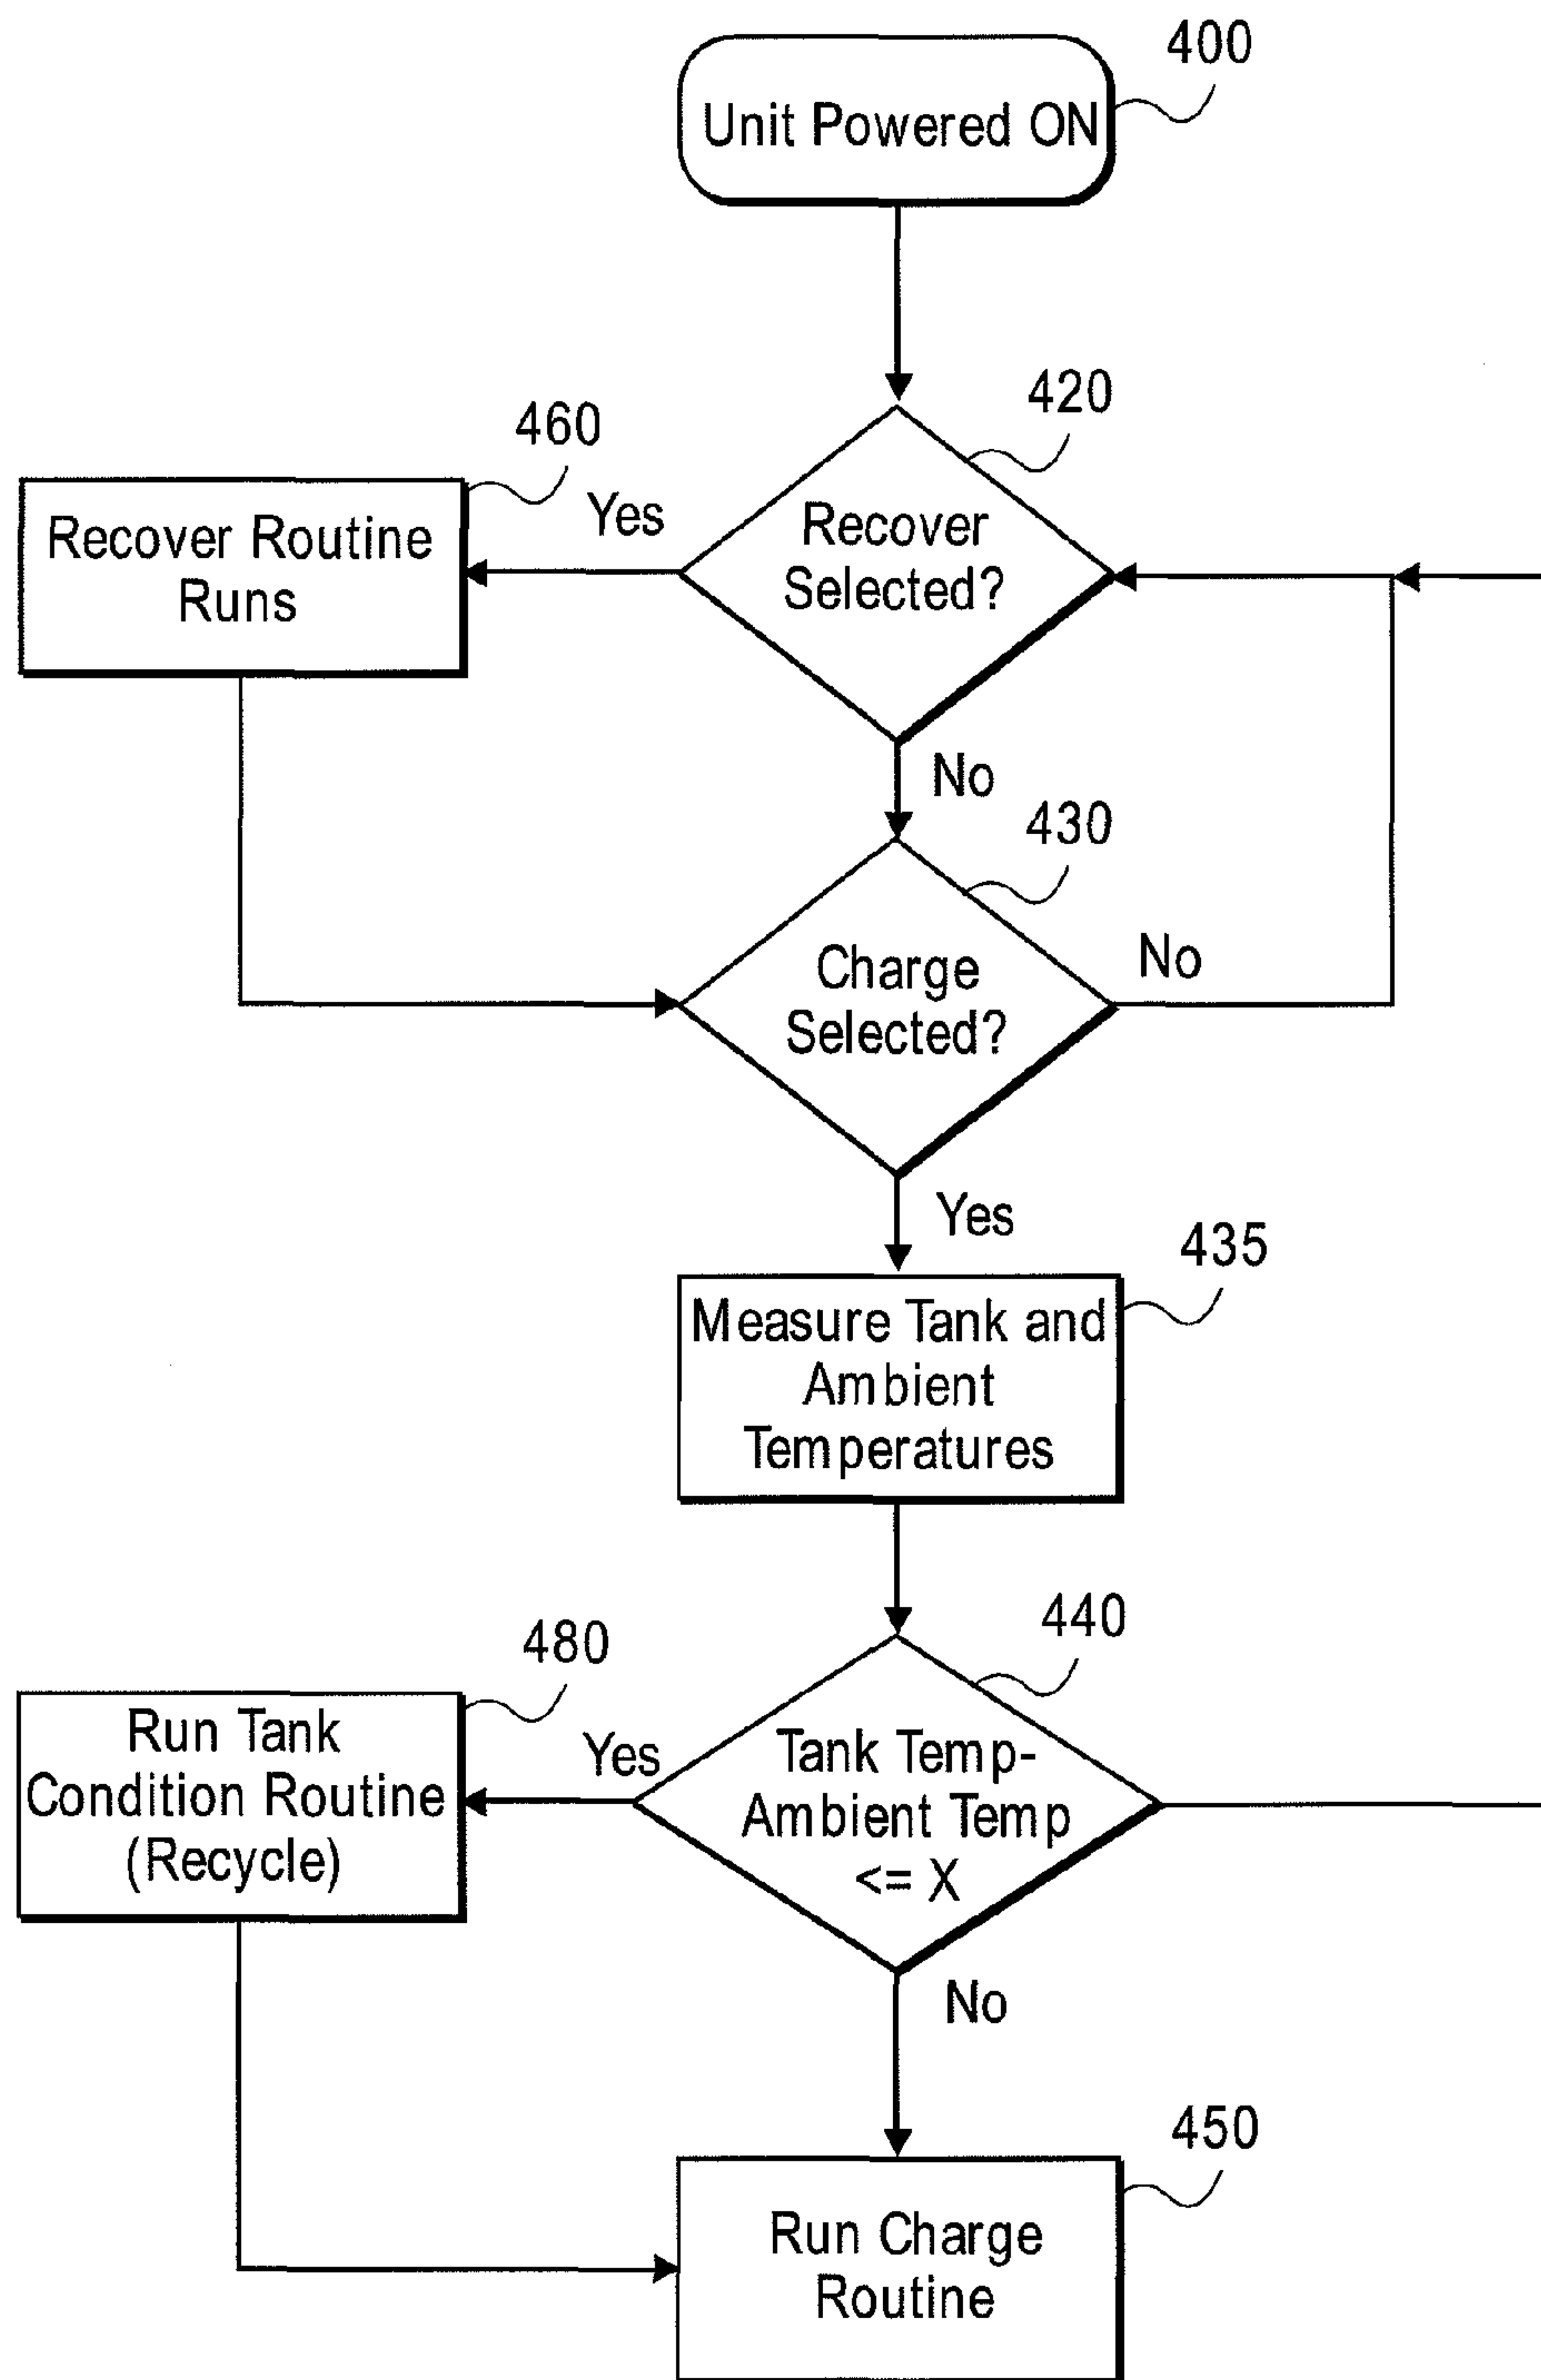 400
Unit Powered ON
420
460
Recover
Selected?
Yes
Recover Routine
Runs
No
430
Charge
Selected?
No
Yes
435
Measure Tank and
Ambient
Temperatures
440
480
Tank Temp-
Ambient Temp
<= X
Yes
Run Tank
Condition Routine
(Recycle)
No
450
Run Charge
Routine